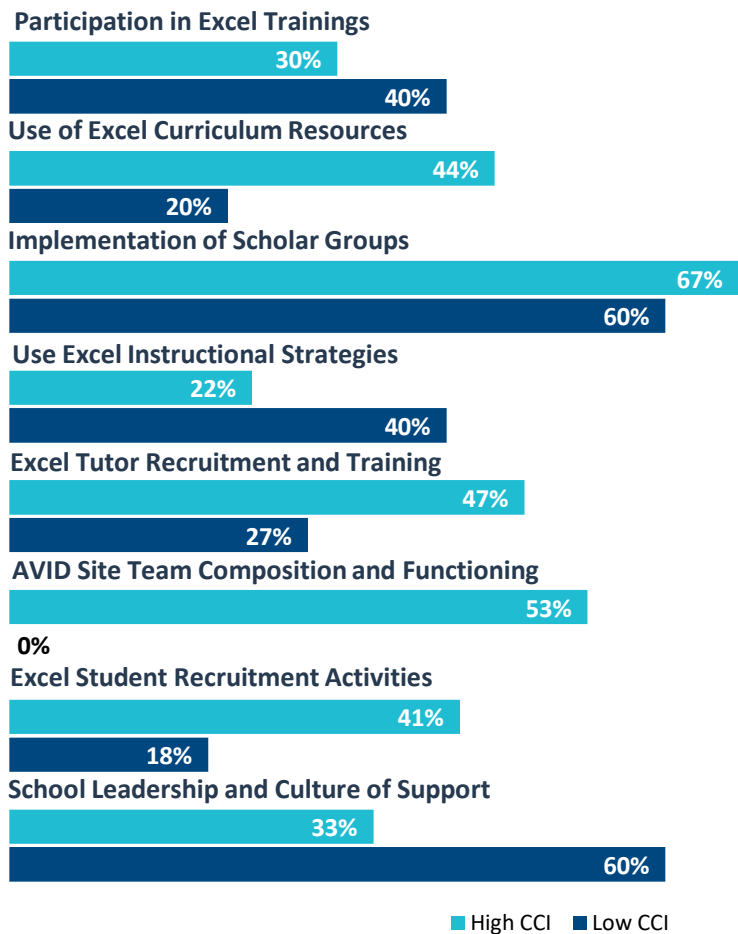 Participation in Excel Trainings
30%
40%
Use of Excel Curriculum Resources
44%
20%
Implementation of Scholar Groups
67%
60%
Use Excel Instructional Strategies
22%
40%
Excel Tutor Recruitment and Training
47%
27%
AVID Site Team Composition and Functioning
53%
0%
Excel Student Recruitment Activities
41%
18%
School Leadership and Culture of Support
33%
60%
High CCI Low CCI